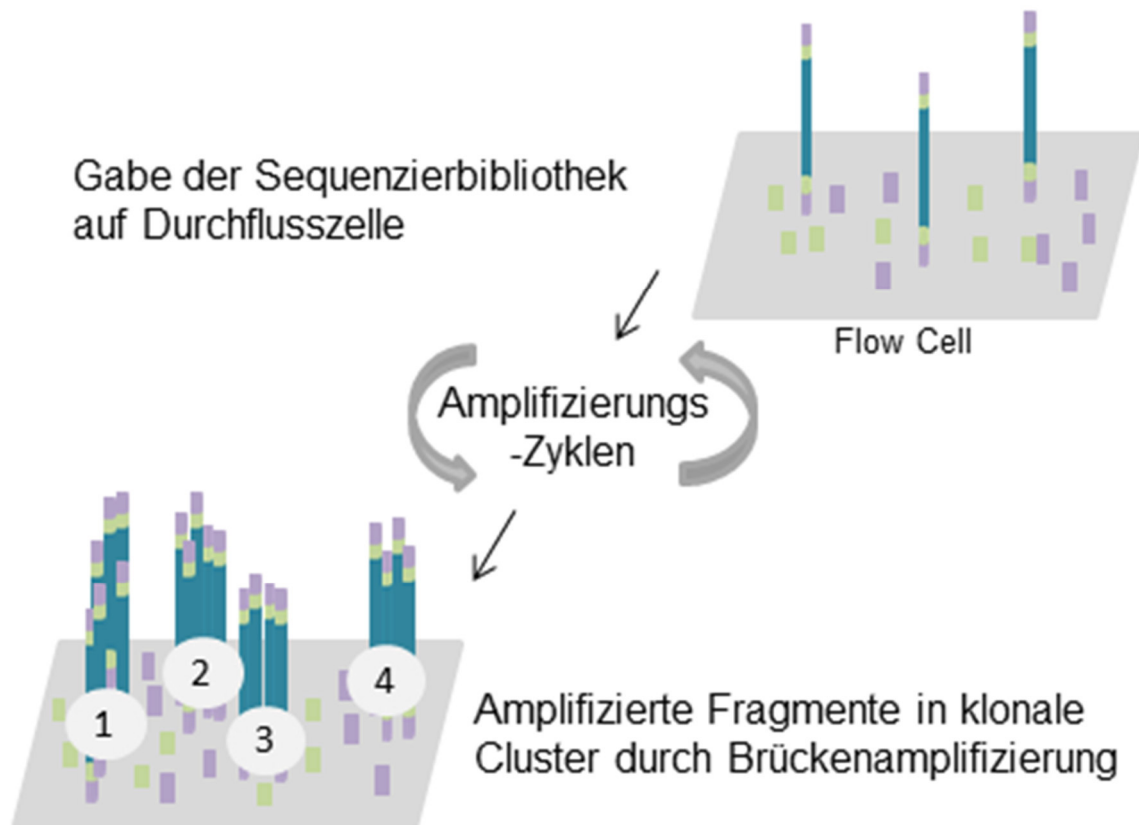 Gabe der Sequenzierbibliothek
auf Durchflusszelle
Flow Cell
Amplifizierungs
-Zyklen
1
2
3
4
Amplifizierte Fragmente in klonale
Cluster durch Brückenamplifizierung